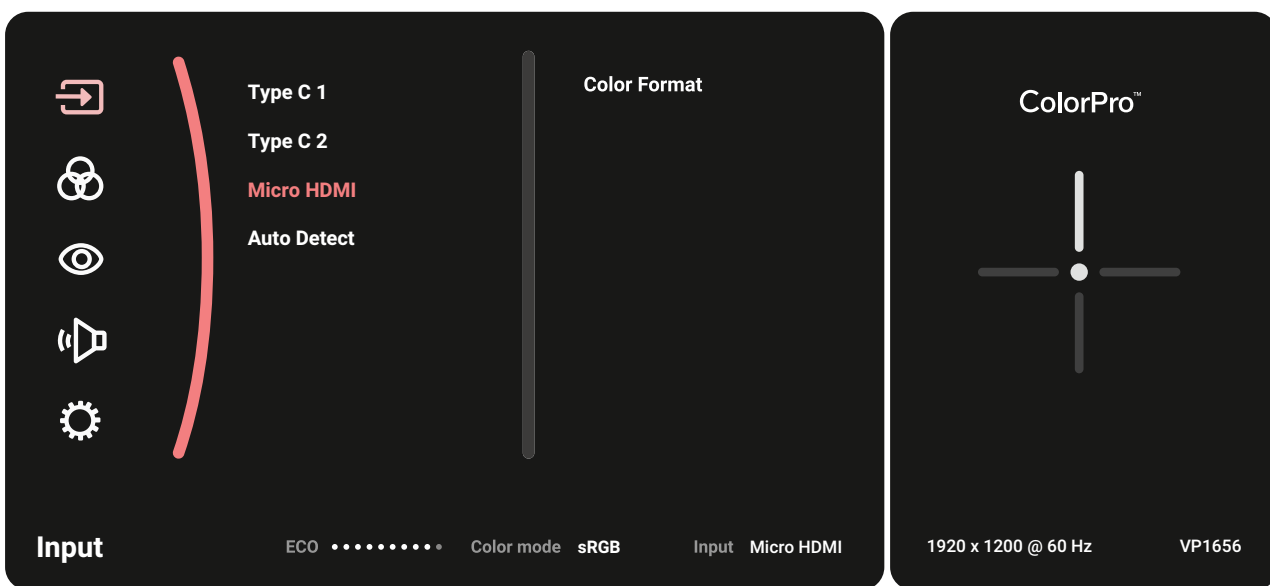 Type C 1
Type C 2
Micro HDMI
Auto Detect
Color Format
Input
ECO
Color mode sRGB
Input Micro HDMI
ColorPro™
1920 x 1200 @ 60 Hz
VP1656